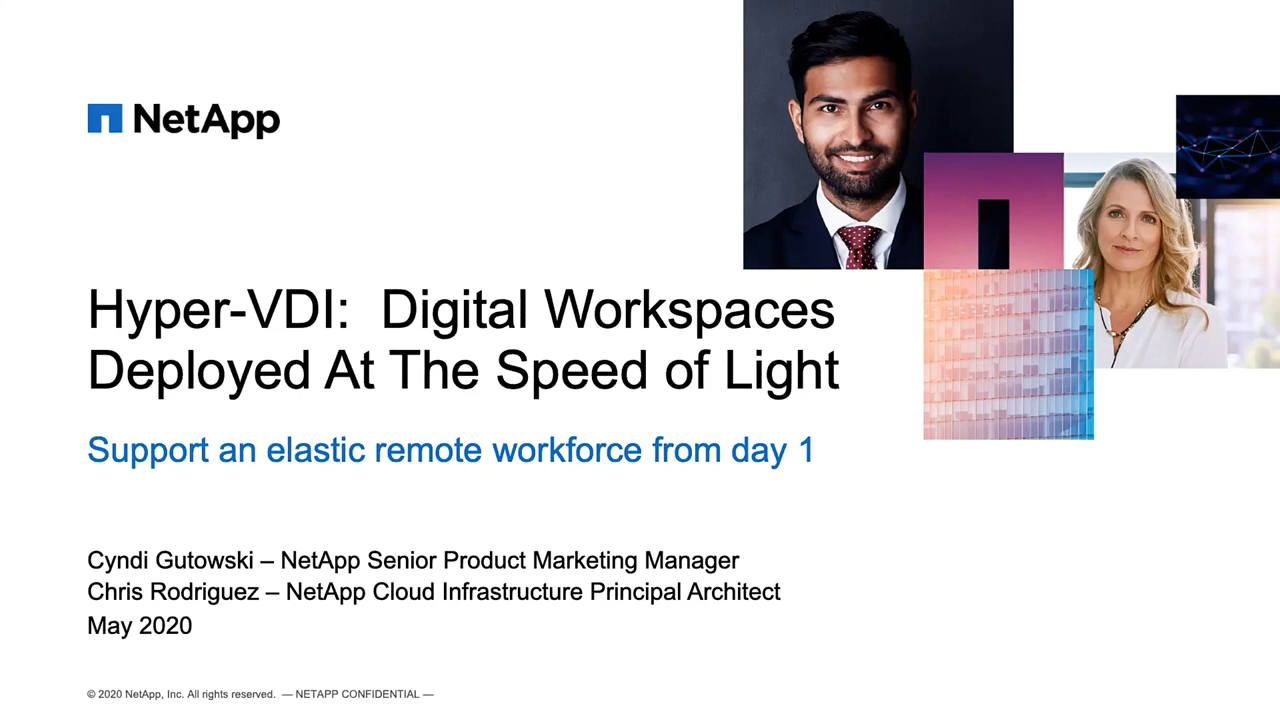 NetApp
Hyper-VDI:  Digital Workspaces
Deployed At The Speed of Light
Support an elastic remote workforce from day 1
Cyndi Gutowski – NetApp Senior Product Marketing Manager
Chris Rodriguez – NetApp Cloud Infrastructure Principal Architect
May 2020
© 2020 NetApp, Inc. All rights reserved.  — NETAPP CONFIDENTIAL —